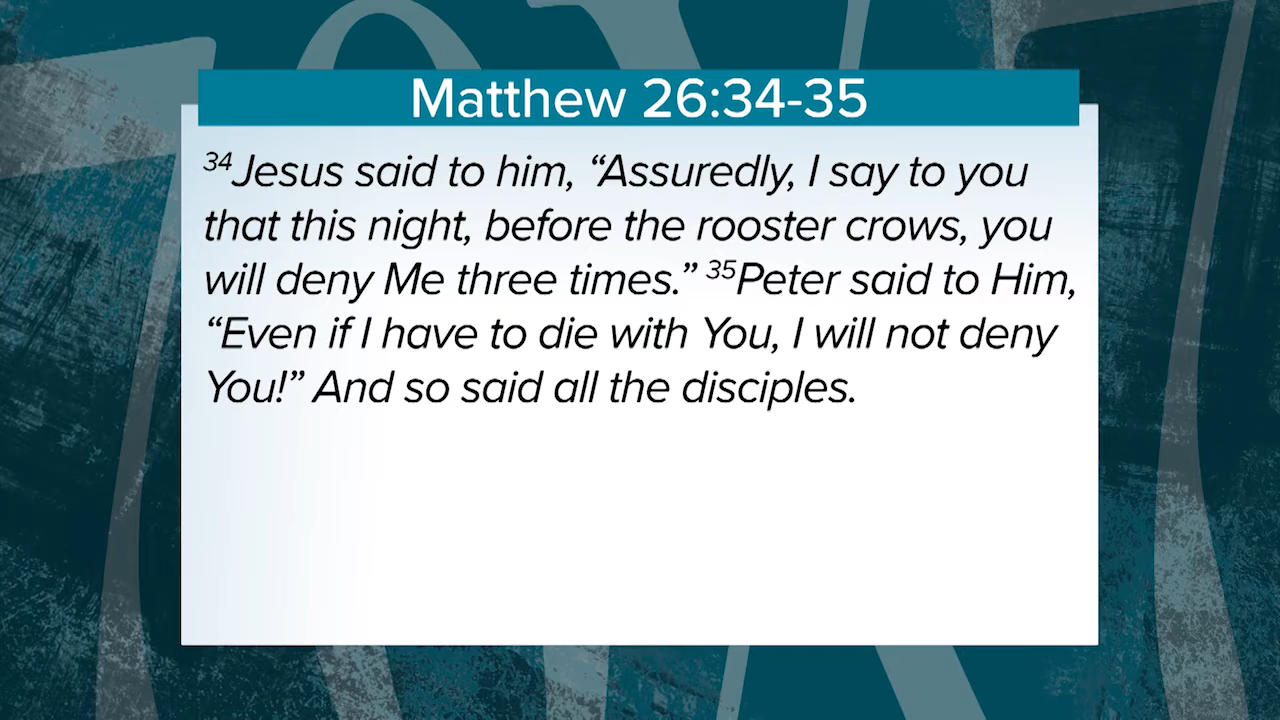 Matthew 26:34-35
34Jesus said to him, “Assuredly, I say to you
that this night, before the rooster crows, you
will deny Me three times.” 35Peter said to Him,
“Even if I have to die with You, I will not deny
You!” And so said all the disciples.